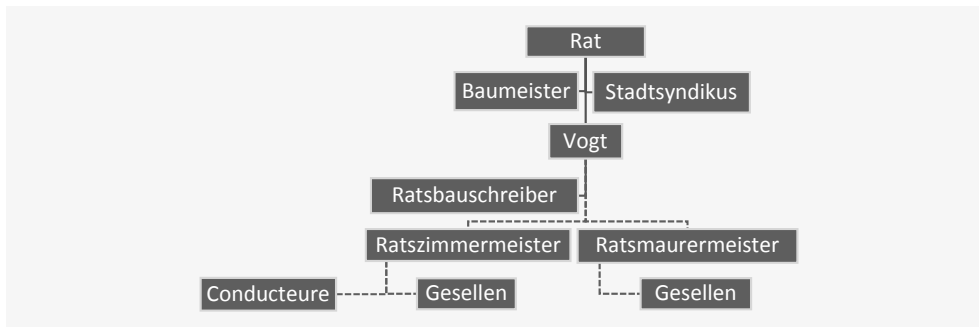 Rat
Baumeister
Stadtsyndikus
Vogt
Ratsbauschreiber
Ratszimmermeister
Ratsmaurermeister
Conducteure
Gesellen
Gesellen